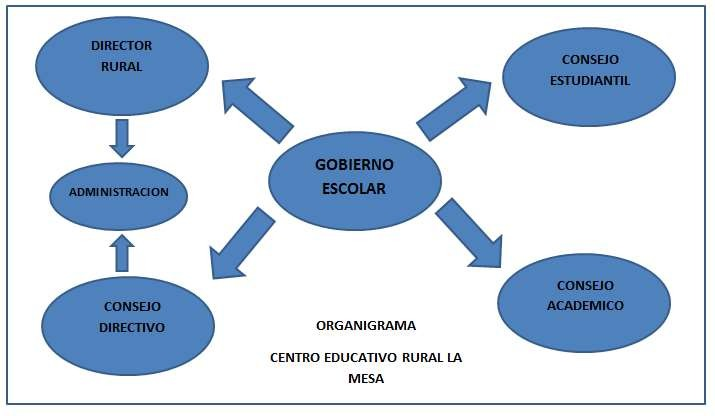 DIRECTOR
RURAL
CONSEJO
ESTUDIANTIL
GOBIERNO
ESCOLAR
ADMINISTRACION
CONSEJO
DIRECTIVO
CONSEJO
ACADEMICO
ORGANIGRAMA
CENTRO EDUCATIVO RURAL LA
MESA